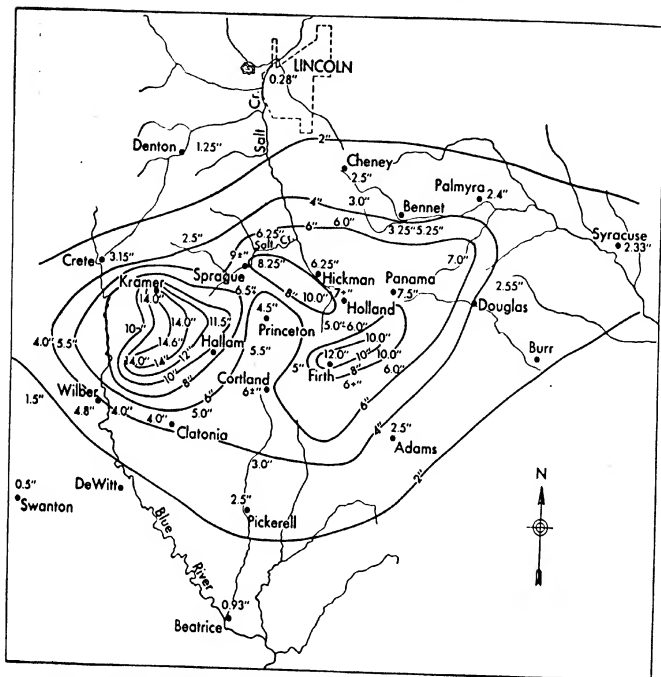 LINCOLN
0.28"
Salt Cr.
Denton
1.25"
2"
Cheney
2.5"
Palmyra
2.4"
3.0"
Bennet
4"
6.25"
6"
6.0"
3.25"
5.25"
Syracuse
2.33"
2.5"
Salt Cr.
7.0"
Crete
3.15"
9±"
8.25"
Sprague
6.25"
Hickman
Panama
2.55"
Kramer
14.0"
6.5"
8"
10.0"
7+"
Holland
7.5"
Douglas
4.5"
Princeton
5.0"
6.0"
10"
14.0"
11.5"
10.0"
14.6"
4.0"
5.5"
Hallam
5.5"
5"
12.0"
10"
10.0"
Burr
14.0"
14"
12"
10"
8"
Firth
8"
6+"
6.0"
Cortland
6±"
6"
5.0"
6"
1.5"
Wilber
4.8"
4.0"
4.0"
Clatonia
4"
2.5"
Adams
3.0"
2"
N
0.5"
Swanton
DeWitt
2.5"
Pickerell
Blue River
0.93"
Beatrice